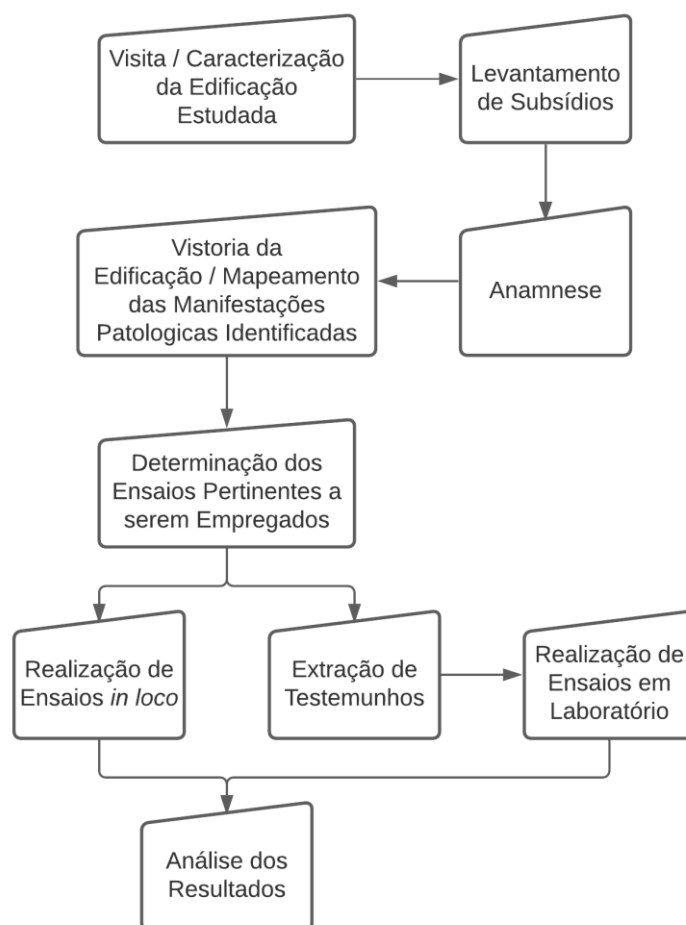 Visita / Caracterização
da Edificação
Estudada
Levantamento
de Subsídios
Vistoria da
Edificação / Mapeamento
das Manifestações
Patologicas Identificadas
Anamnese
Determinação dos
Ensaios Pertinentes a
serem Empregados
Realização de
Ensaios in loco
Extração de
Testemunhos
Realização de
Ensaios em
Laboratório
Análise dos
Resultados